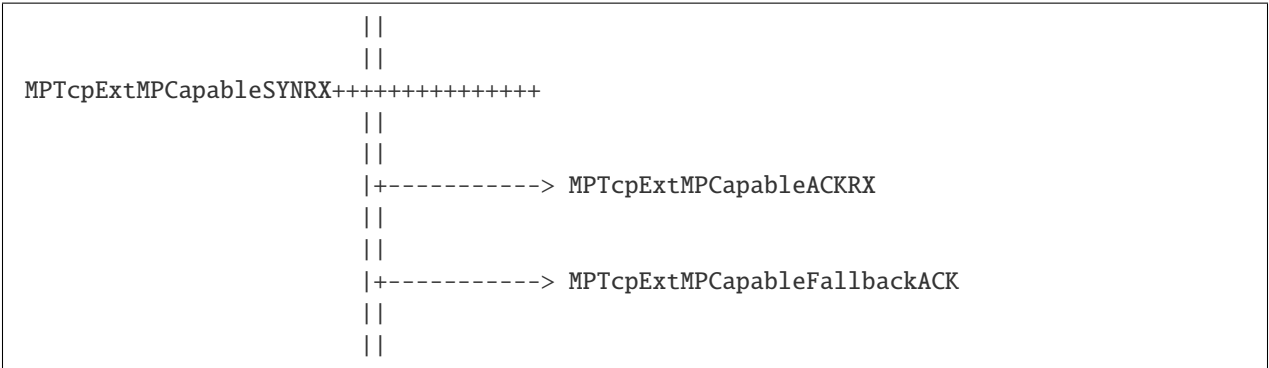 ||
||
MPTcpExtMPCapableSYNRX+++++++++++++++
||
||
|+-----------> MPTcpExtMPCapableACKRX
||
||
|+-----------> MPTcpExtMPCapableFallbackACK
||
||